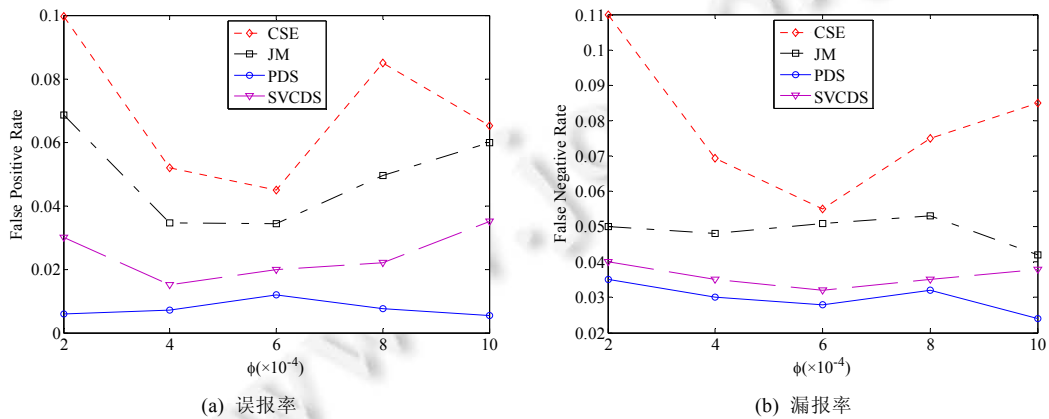 0.1
0.08
0.06
0.04
0.02
0
False Positive Rate
CSE
JM
PDS
SVCDS
2
4
6
8
10
ϕ(×10⁻⁴)
(a) 误报率
0.11
0.1
0.09
0.08
0.07
0.06
0.05
0.04
0.03
0.02
False Negative Rate
CSE
JM
PDS
SVCDS
2
4
6
8
10
ϕ(×10⁻⁴)
(b) 漏报率